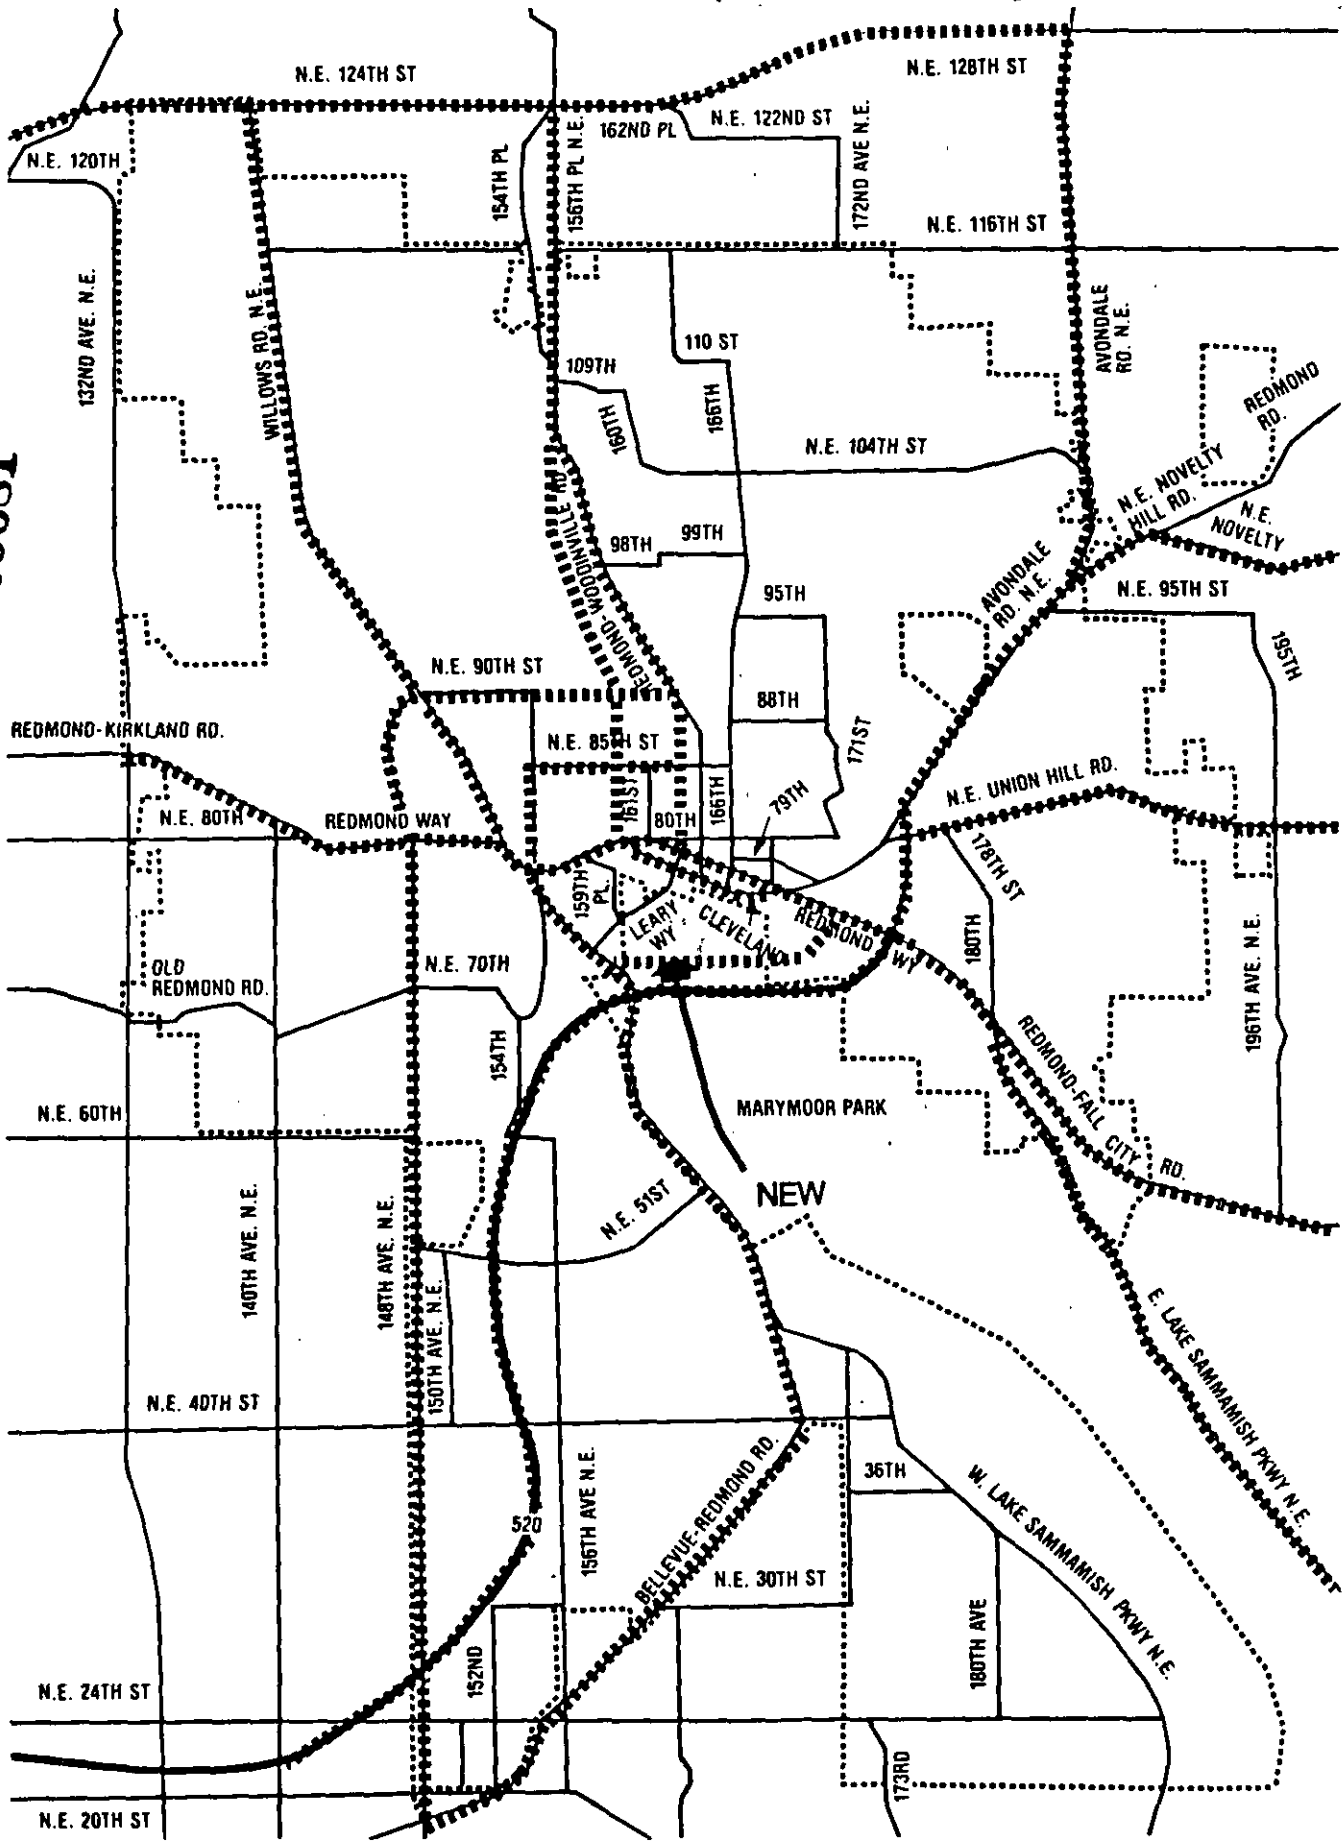 N.E. 124TH ST
N.E. 128TH ST
162ND PL
N.E. 122ND ST
N.E. 120TH
154TH PL
156TH PL N.E.
172ND AVE N.E.
N.E. 116TH ST
132ND AVE. N.E.
WILLOWS RD. N.E.
AVONDALE
RD. N.E.
110 ST
109TH
160TH
166TH
REDMOND
RD.
N.E. 104TH ST
N.E. NOVELTY
HILL RD.
N.E.
NOVELTY
REDMOND-WOODINVILLE RD
98TH
99TH
AVONDALE
RD. N.E.
95TH
N.E. 95TH ST
195TH
N.E. 90TH ST
88TH
171ST
REDMOND-KIRKLAND RD.
N.E. 85TH ST
N.E. UNION HILL RD.
161ST
166TH
79TH
N.E. 80TH
REDMOND WAY
80TH
178TH ST
159TH
PL.
LEARY
WY
CLEVELAND
REDMOND
WY
180TH
196TH AVE. N.E.
OLD
REDMOND RD.
N.E. 70TH
154TH
REDMOND-FALL
CITY
RD.
N.E. 60TH
MARYMOOR PARK
NEW
N.E. 51ST
140TH AVE. N.E.
148TH AVE. N.E.
150TH AVE. N.E.
E. LAKE SAMMAMISH PKWY N.E.
N.E. 40TH ST
156TH AVE N.E.
BELLEVUE-REDMOND RD.
36TH
W. LAKE SAMMAMISH PKWY N.E.
520
N.E. 30TH ST
152ND
180TH AVE
N.E. 24TH ST
173RD
N.E. 20TH ST